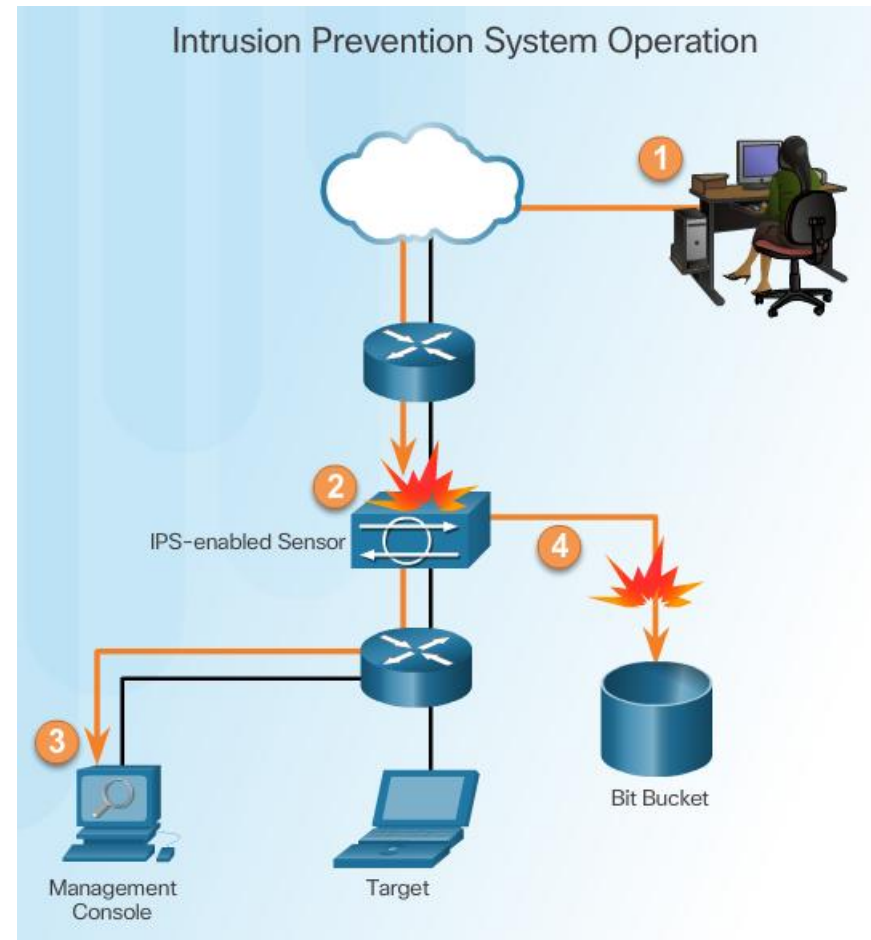 Intrusion Prevention System Operation
1
2
IPS-enabled Sensor
4
3
Bit Bucket
Management
Console
Target